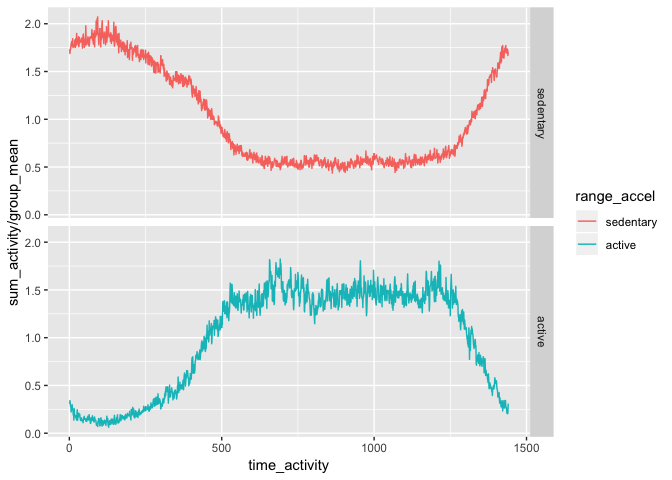 sum_activity/group_mean
2.0
1.5
1.0
0.5
0.0
sedentary
2.0
1.5
1.0
0.5
0.0
active
0 500 1000 1500
time_activity
range_accel
sedentary
active